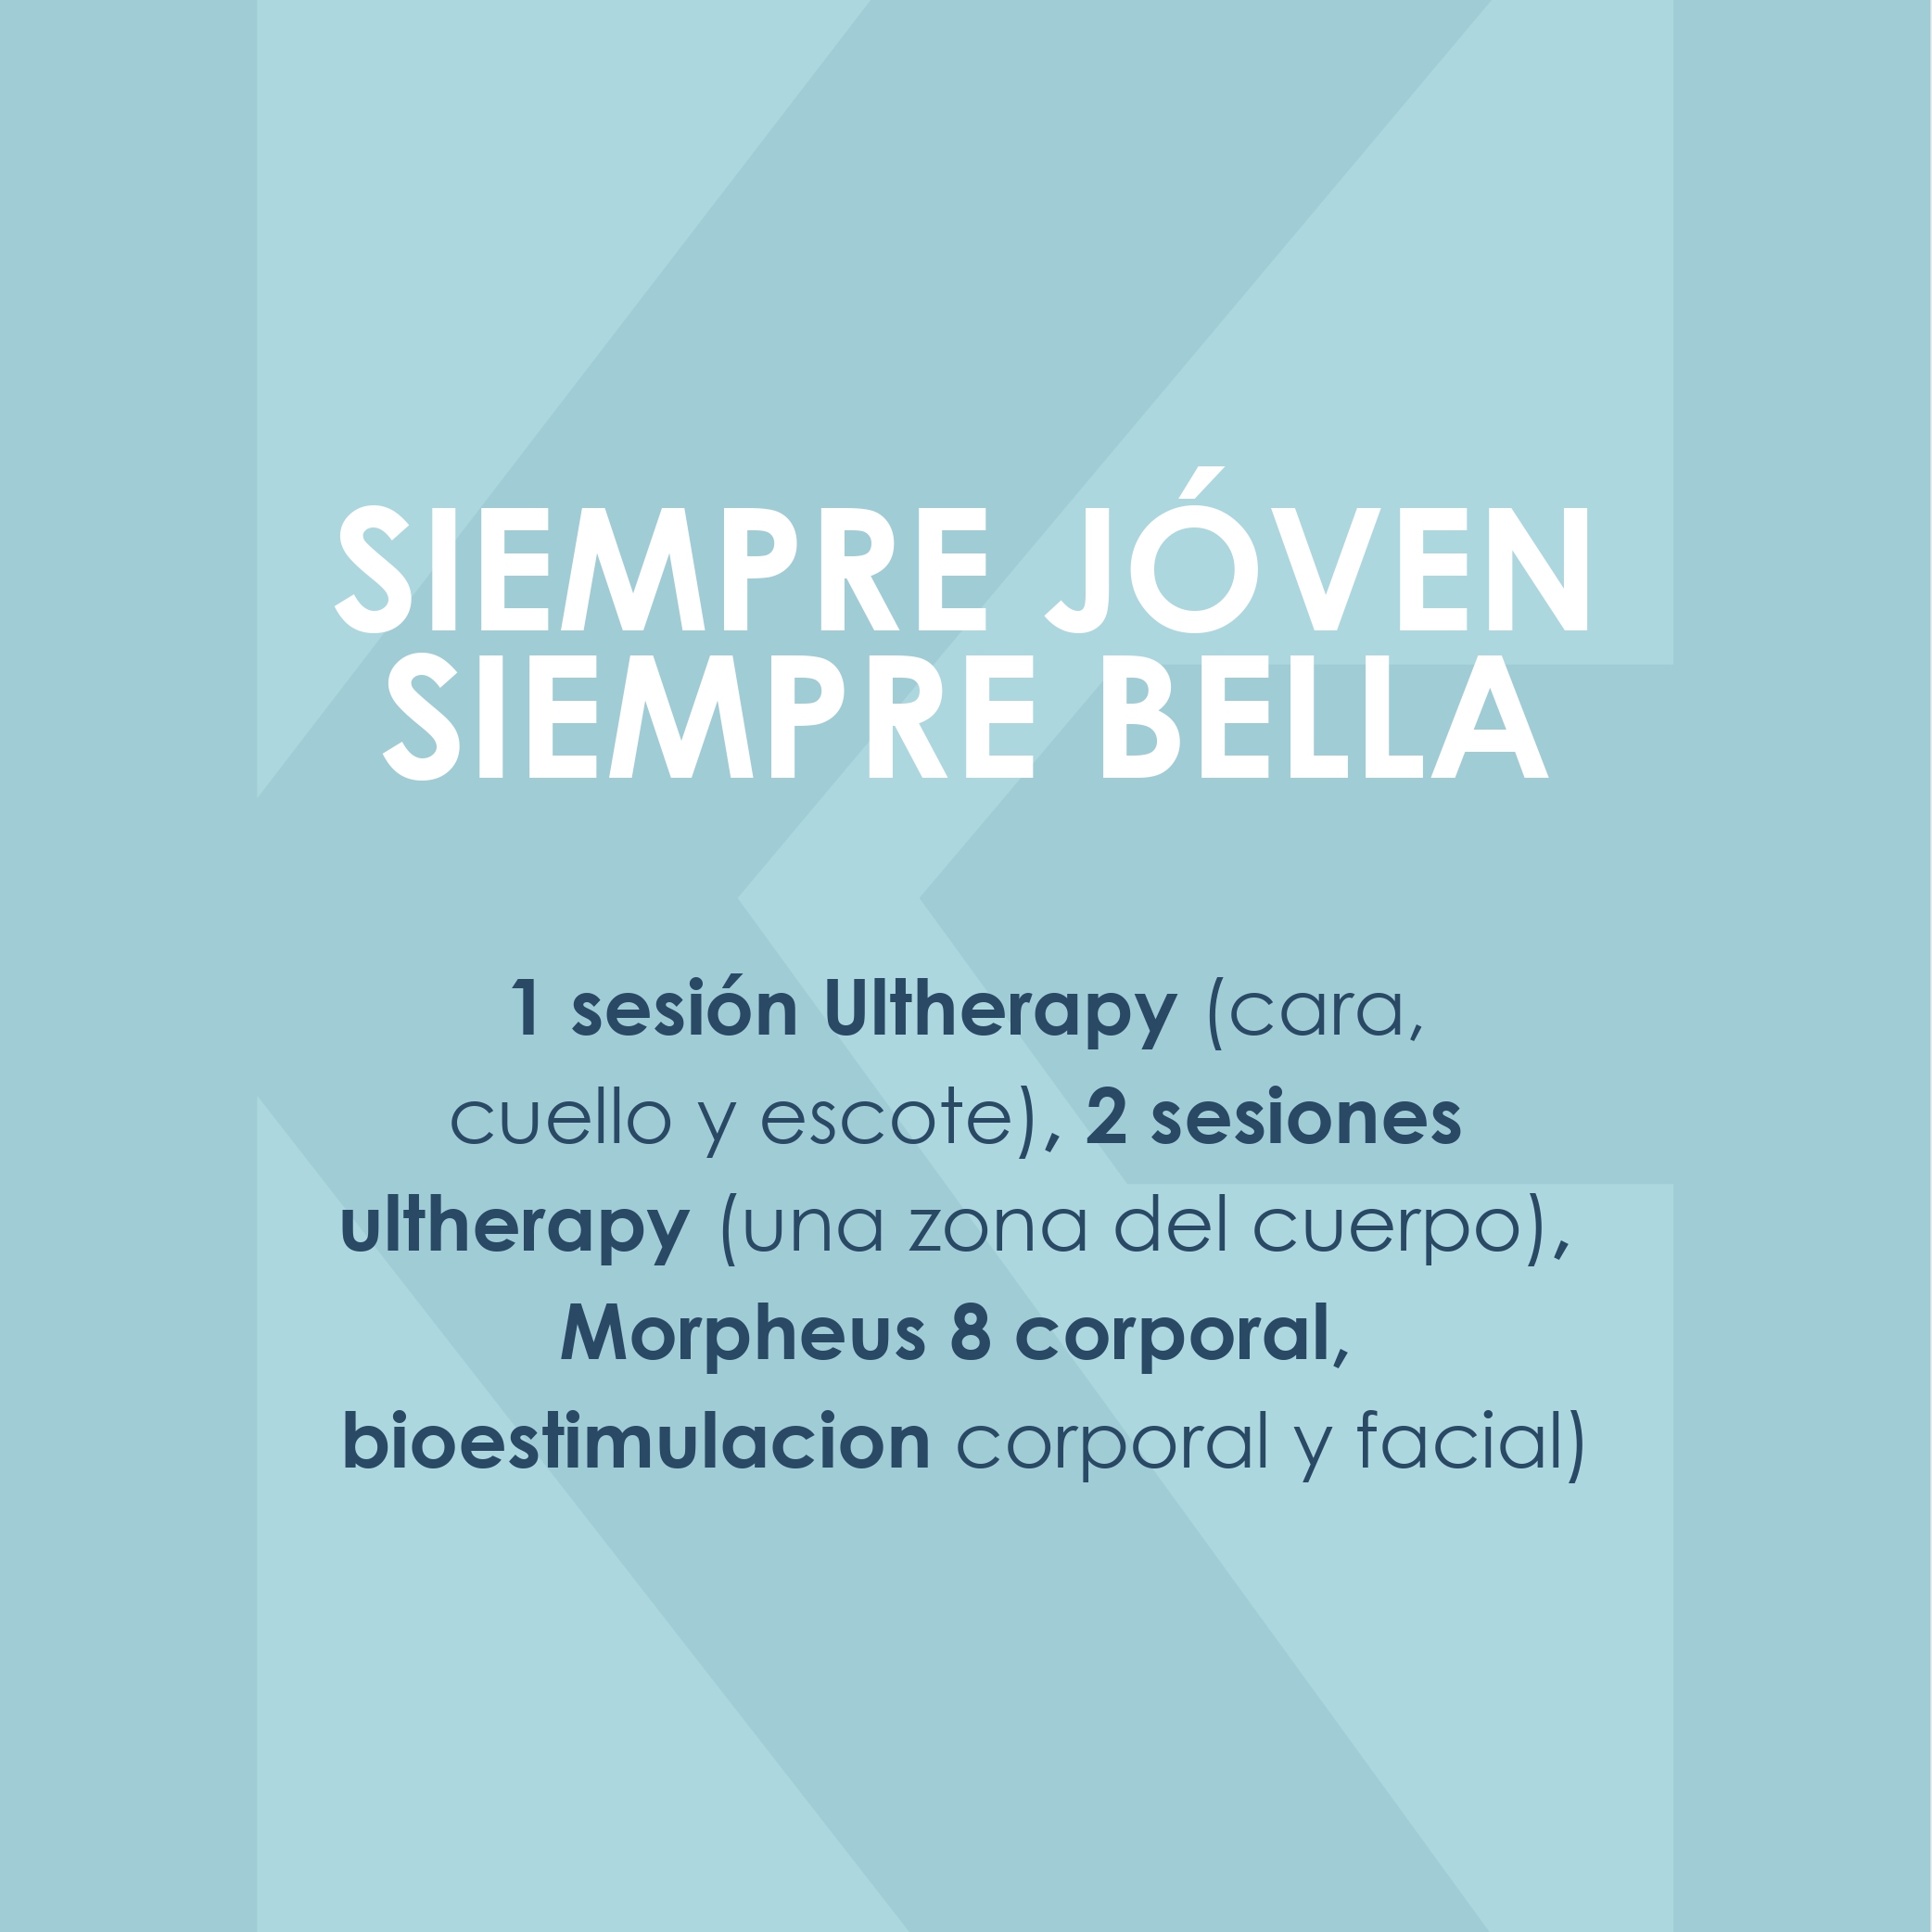 SIEMPRE JÓVEN
SIEMPRE BELLA
1 sesión Ultherapy (cara,
cuello y escote), 2 sesiones
ultherapy (una zona del cuerpo),
Morpheus 8 corporal,
bioestimulacion corporal y facial)